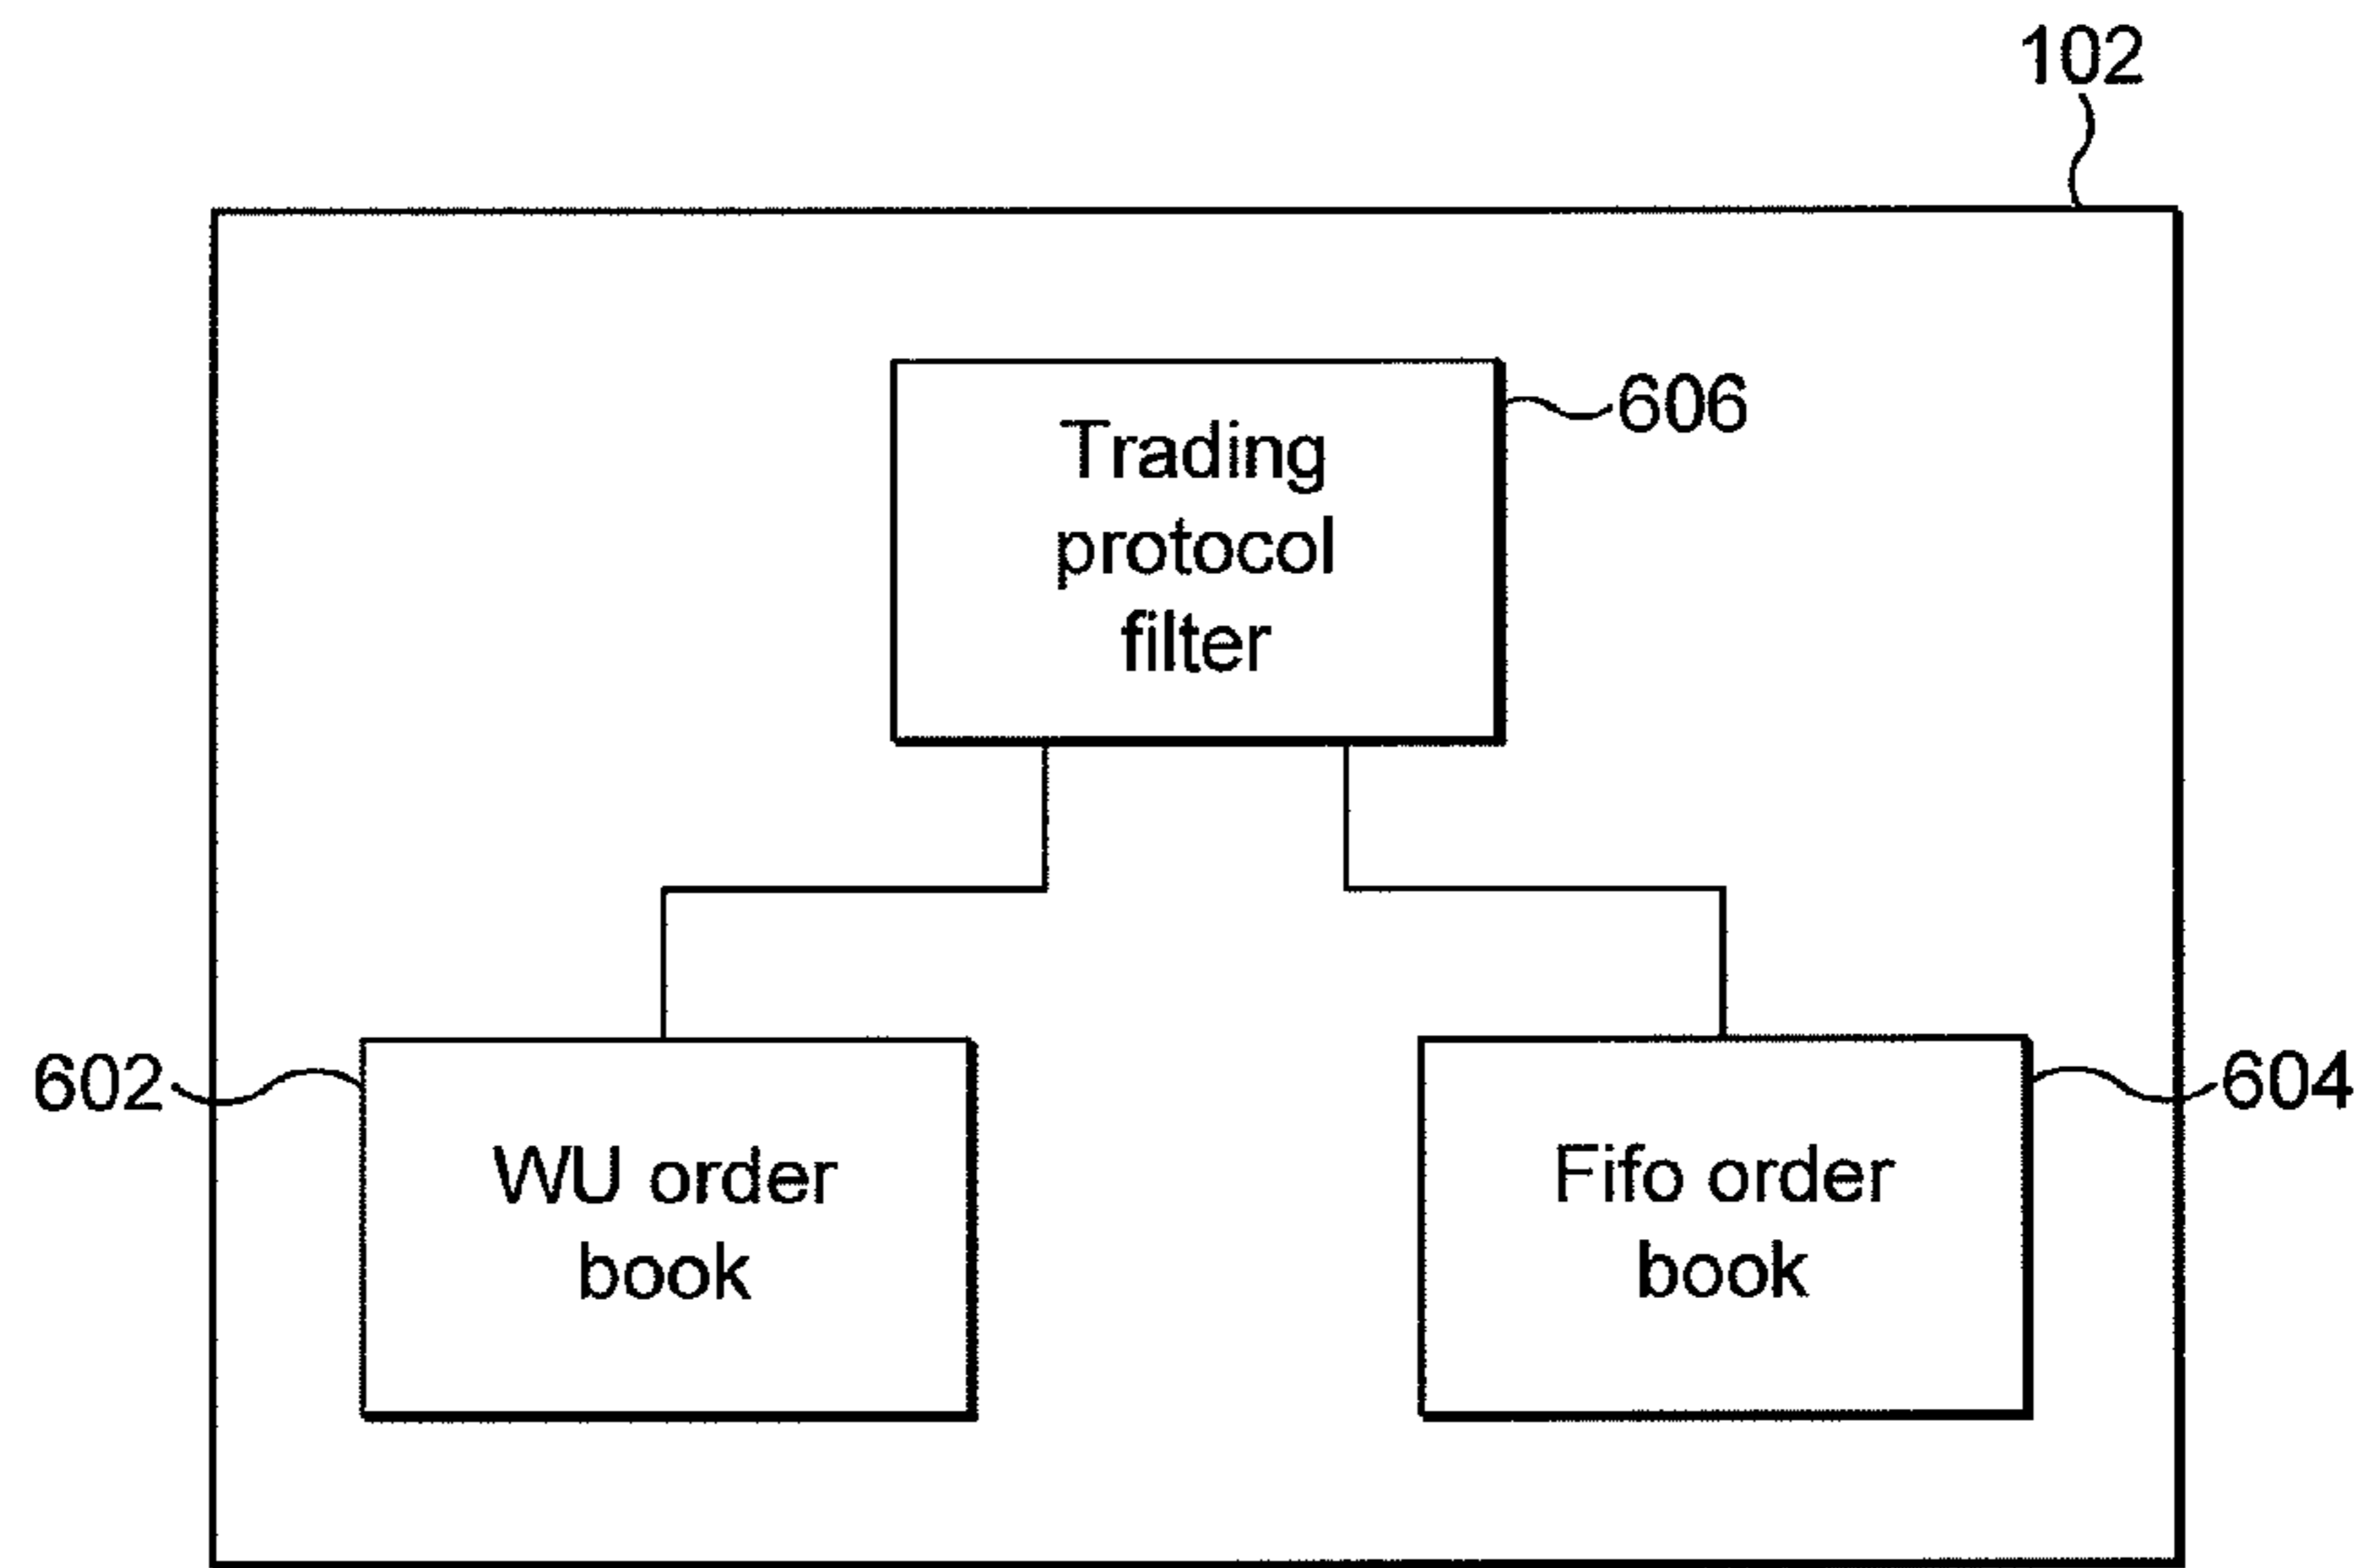 102
Trading
protocol
filter
606
602
WU order
book
Fifo order
book
604